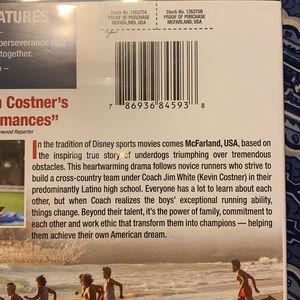 Stock No. 126375A
PROOF OF PURCHASE
MCFARLAND, USA
Stock No. 126375B
PROOF OF PURCHASE
MCFARLAND, USA
ATURES
perseverance that
together.
7 86936 84593 8
Costner's
mances"
wood Reporter
In the tradition of Disney sports movies comes McFarland, USA, based on
the inspiring true story of underdogs triumphing over tremendous
obstacles. This heartwarming drama follows novice runners who strive to
build a cross-country team under Coach Jim White (Kevin Costner) in their
predominantly Latino high school. Everyone has a lot to learn about each
other, but when Coach realizes the boys' exceptional running ability,
things change. Beyond their talent, it's the power of family, commitment to
each other and work ethic that transform them into champions — helping
them achieve their own American dream.